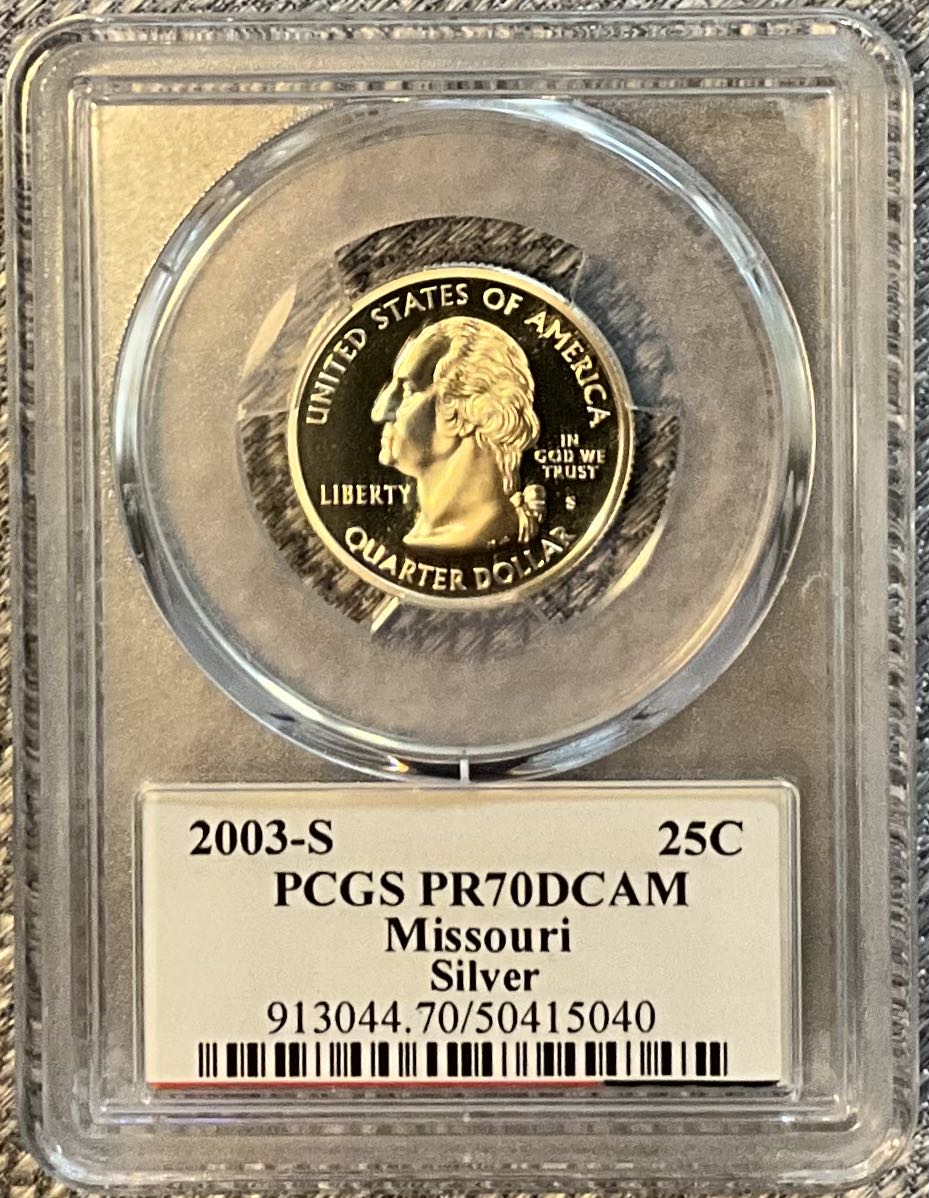 UNITED STATES OF AMERICA
IN
GOD WE
TRUST
LIBERTY
S
QUARTER DOLLAR
2003-S 25C
PCGS PR70DCAM
Missouri
Silver
913044.70/50415040